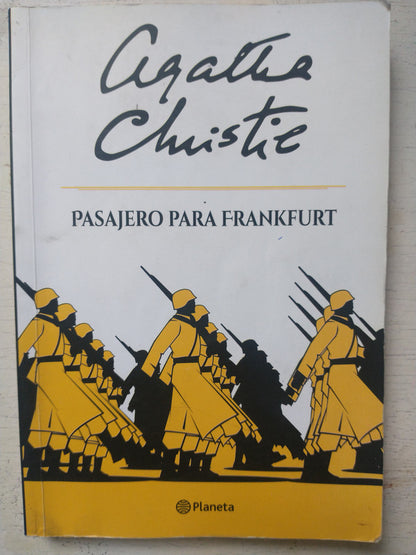 Agatha
Christie
PASAJERO PARA FRANKFURT
Planeta